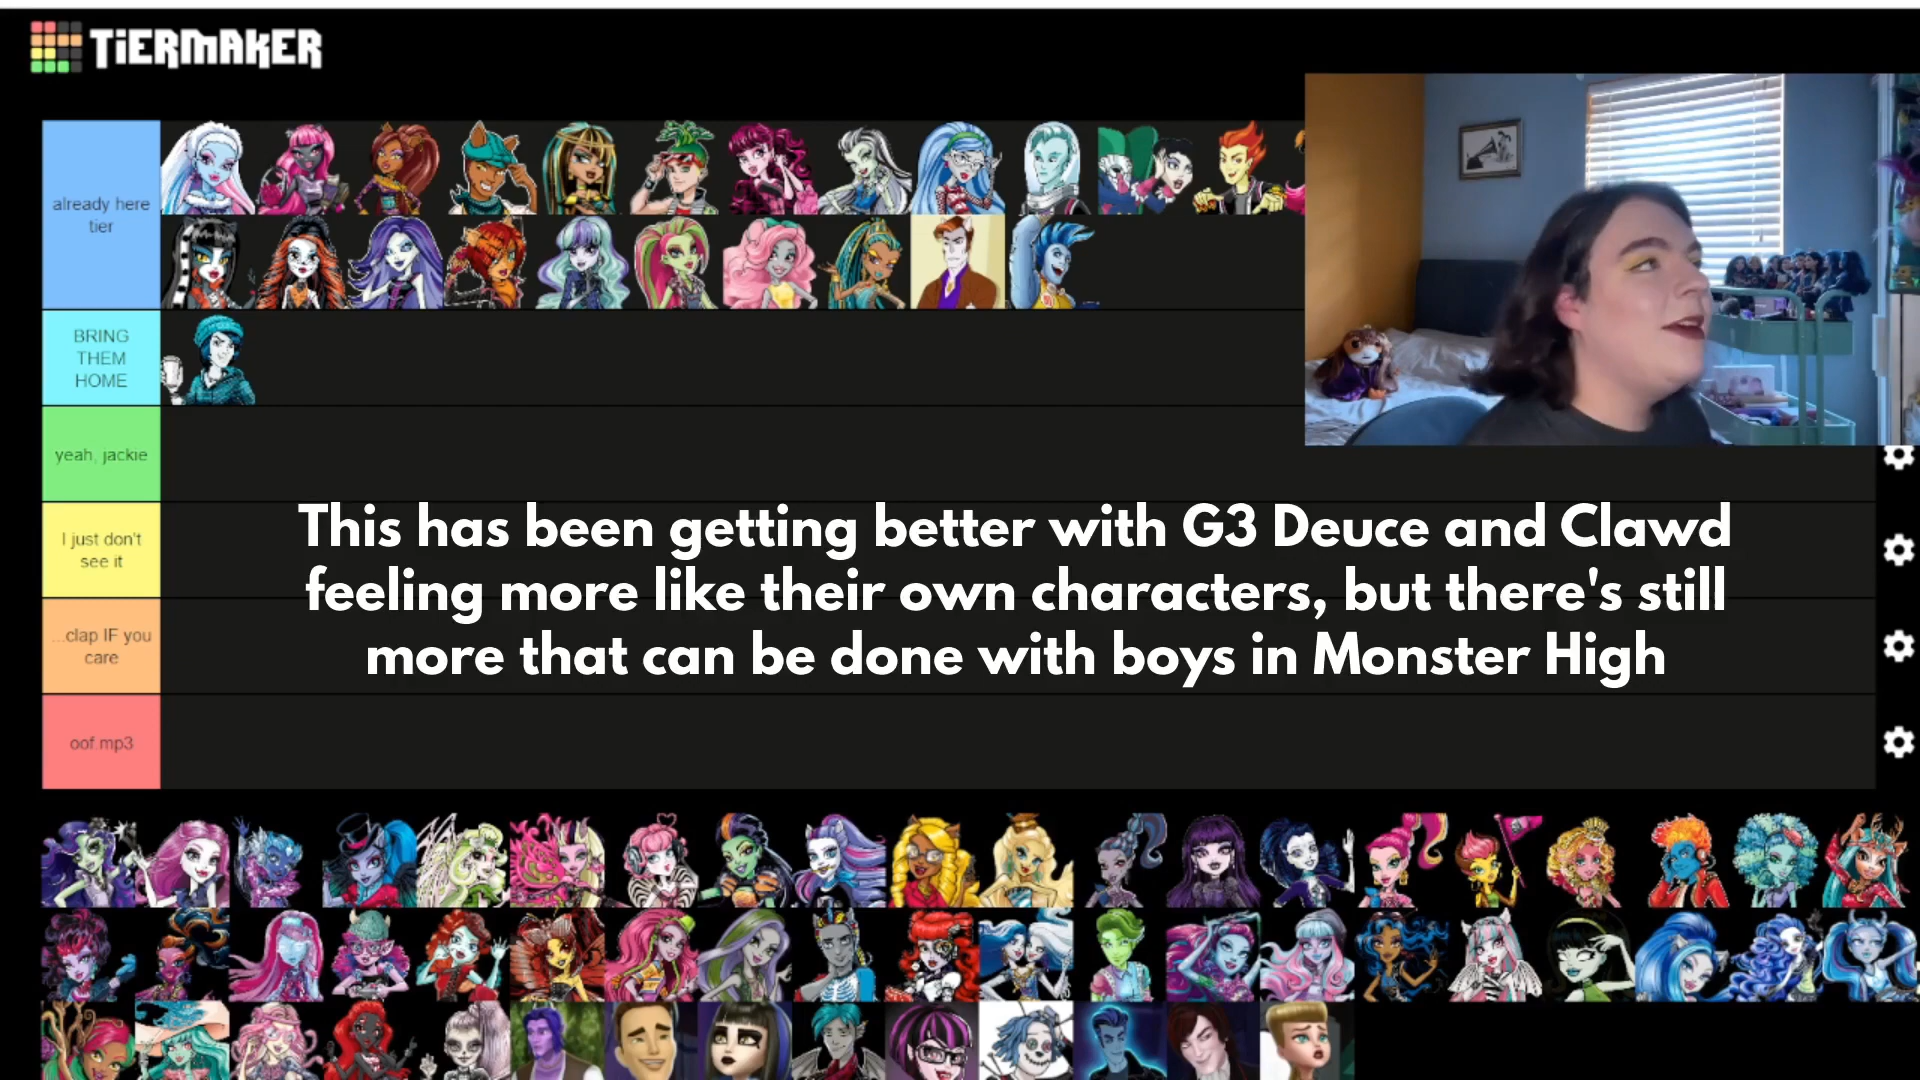 TIERMAKER
already here
tier
BRING
THEM
HOME
yeah, jackie
I just don't
see it
...clap IF you
care
oof.mp3
This has been getting better with G3 Deuce and Clawd
feeling more like their own characters, but there's still
more that can be done with boys in Monster High